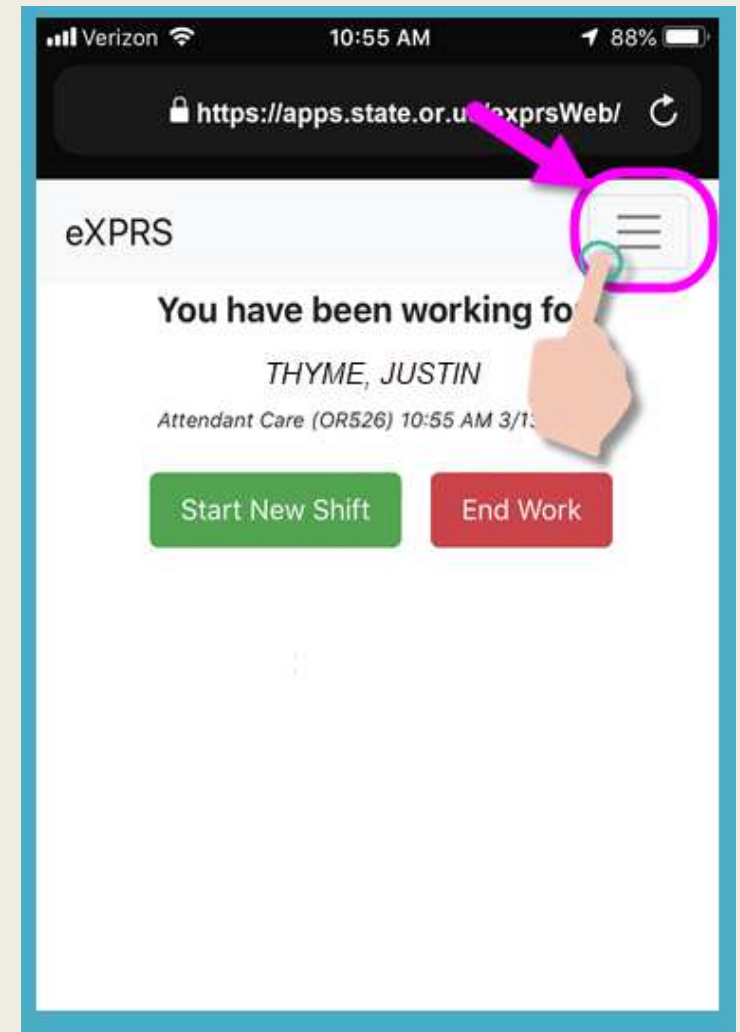 Verizon 10:55 AM 88%
https://apps.state.or.u /exprsWeb/
eXPRS
You have been working fo
THYME, JUSTIN
Attendant Care (OR526) 10:55 AM 3/1
Start New Shift End Work